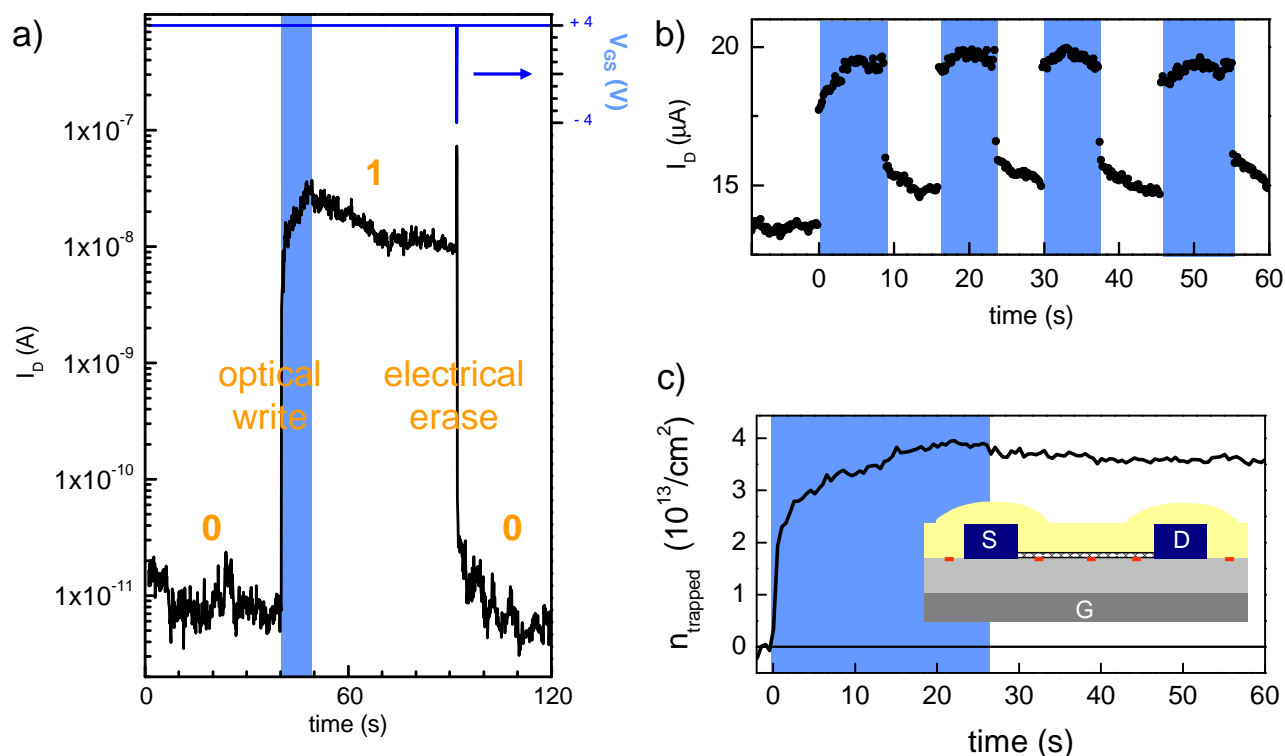 a)
+ 4
V_GS (V)
- 4
1x10^-7
1x10^-8
1x10^-9
1x10^-10
1x10^-11
I_D (A)
1
optical
write
electrical
erase
0
0
0 60 120
time (s)
b)
20
15
I_D (μA)
0 10 20 30 40 50 60
time (s)
c)
4
3
2
1
0
n_trapped (10^13/cm^2)
S D
G
0 10 20 30 40 50 60
time (s)